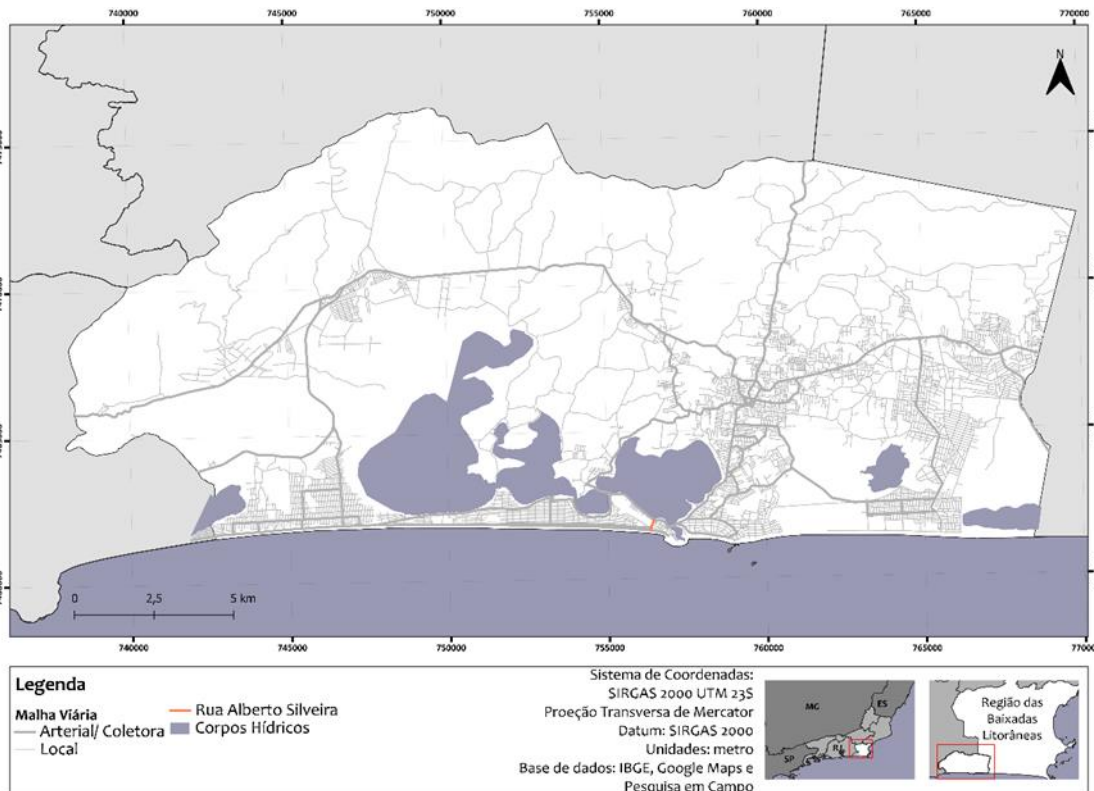 740000 745000 750000 755000 760000 765000 770000
N
0 2,5 5 km
740000 745000 750000 755000 760000 765000 770000
Legenda
Malha Viária
Arterial/ Coletora
Local
Rua Alberto Silveira
Corpos Hídricos
Sistema de Coordenadas:
SIRGAS 2000 UTM 23S
Proeção Transversa de Mercator
Datum: SIRGAS 2000
Unidades: metro
Base de dados: IBGE, Google Maps e
Pesquisa em Campo
MG
ES
RJ
SP
Região das
Baixadas
Litorâneas